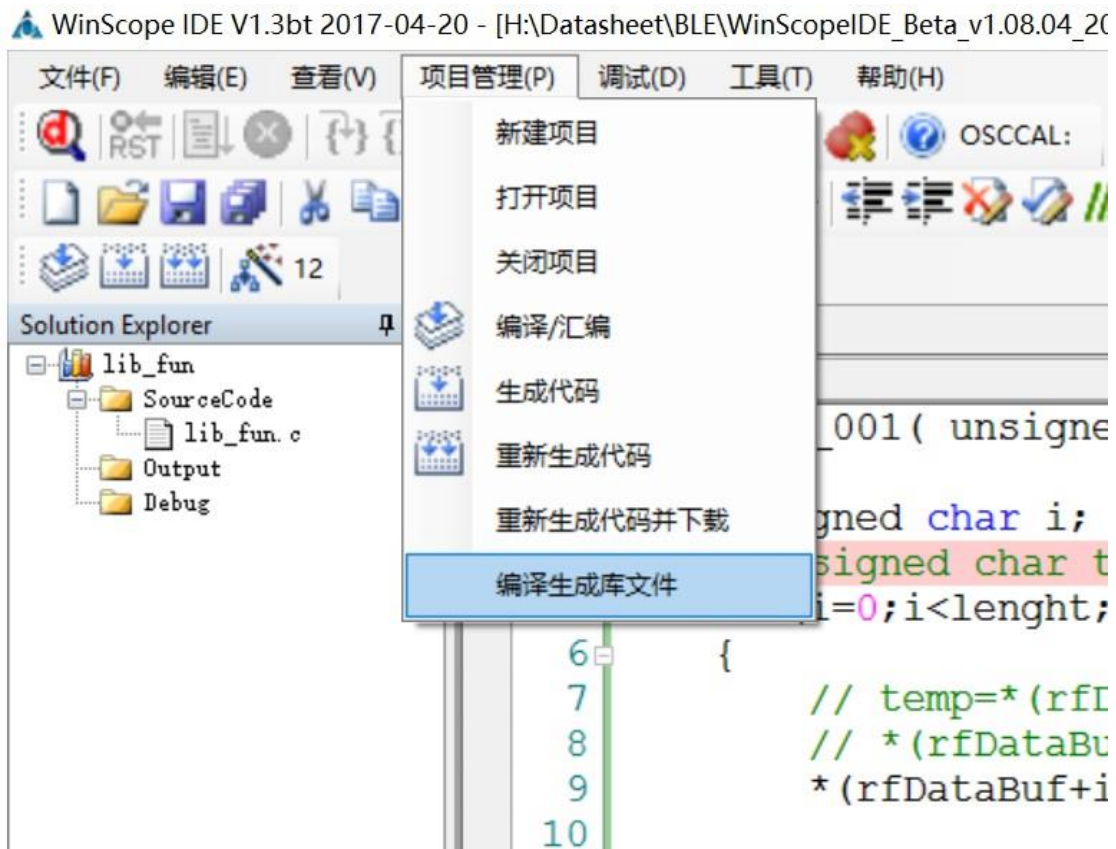 WinScope IDE V1.3bt 2017-04-20 - [H:\Datasheet\BLE\WinScopeIDE_Beta_v1.08.04_20
文件(F) 编辑(E) 查看(V) 项目管理(P) 调试(D) 工具(T) 帮助(H)
RST
OSCCAL:
12
新建项目
打开项目
关闭项目
编译/汇编
生成代码
重新生成代码
重新生成代码并下载
编译生成库文件
Solution Explorer
lib_fun
SourceCode
lib_fun.c
Output
Debug
_001( unsigne
gned char i;
signed char t
i=0;i<lenght;
6 {
7 // temp=*(rfD
8 // *(rfDataBu
9 *(rfDataBuf+i
10